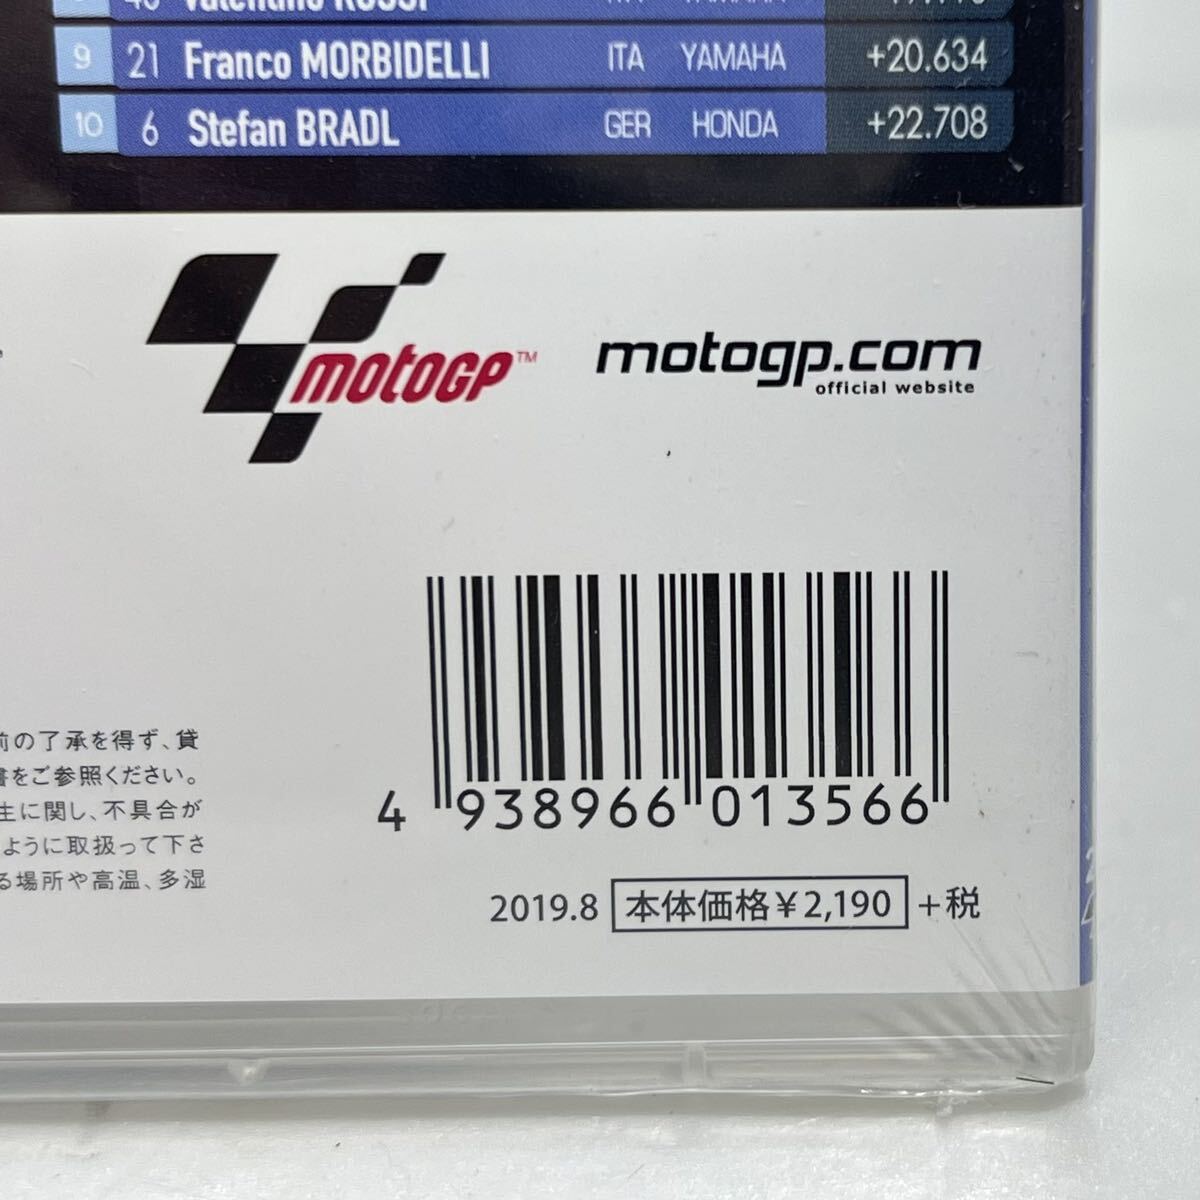 Valentino ROSSI
9 21 Franco MORBIDELLI ITA YAMAHA +20.634
10 6 Stefan BRADL GER HONDA +22.708
motoGP™
motogp.com
official website
前の了承を得ず、貸
書をご参照ください。
生に関し、不具合が
ように取扱って下さ
る場所や高温、多湿
4 938966 013566
2019.8 本体価格¥2,190 +税